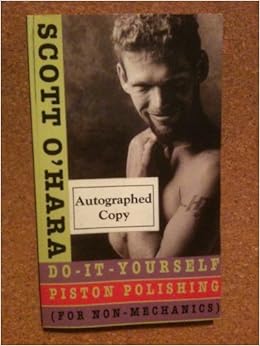 SCOTT O'HARA
Autographed
Copy
DO-IT-YOURSELF
PISTON POLISHING
(FOR NON-MECHANICS)